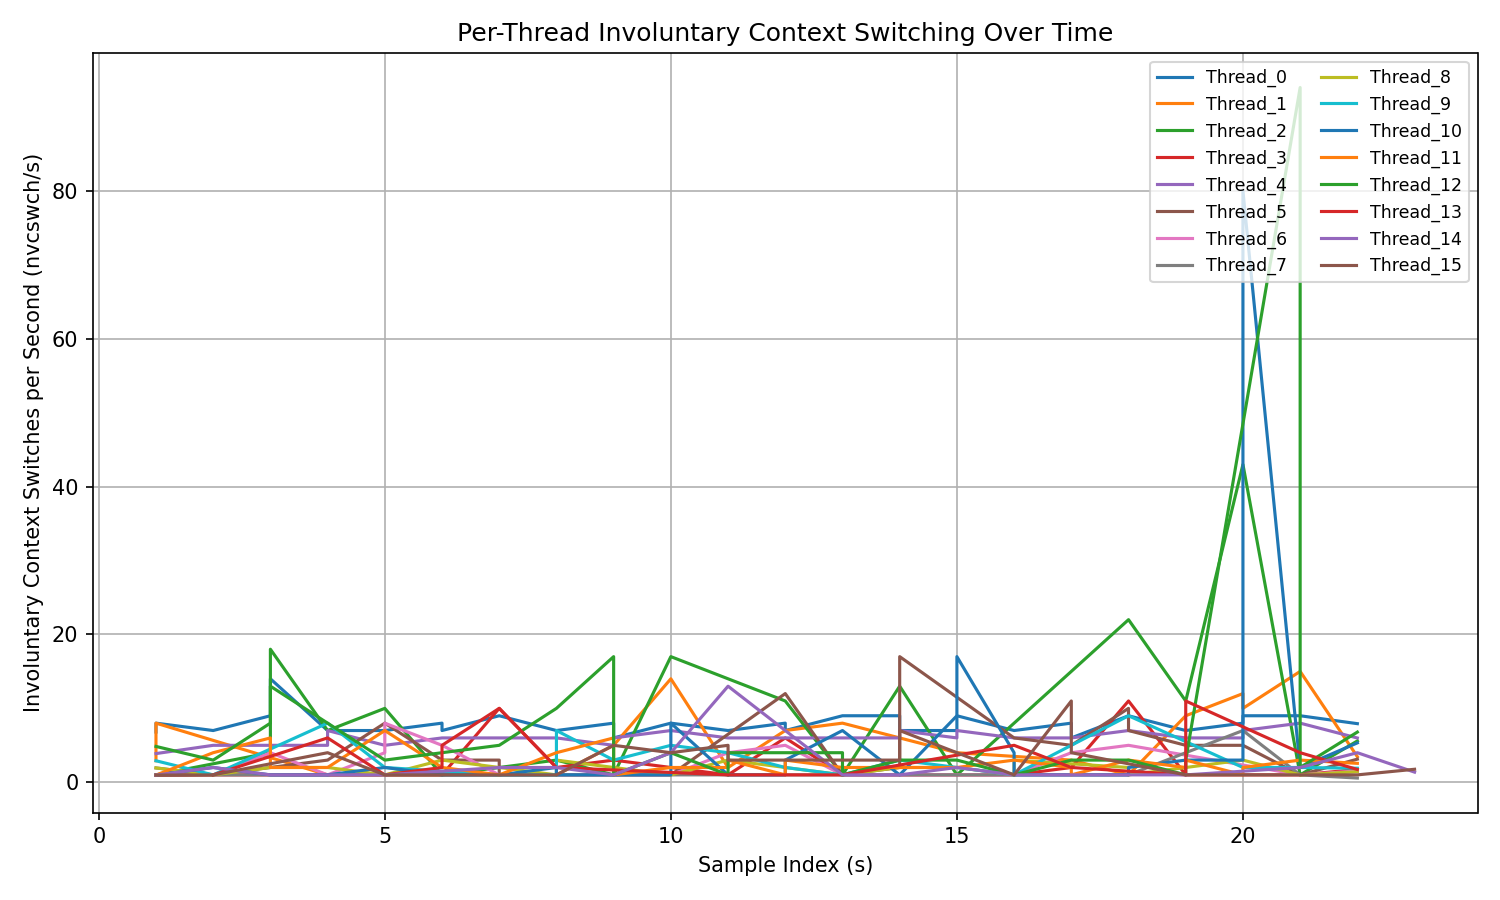 Per-Thread Involuntary Context Switching Over Time
Involuntary Context Switches per Second (nvcswch/s)
80
60
40
20
0
0 5 10 15 20
Sample Index (s)
Thread_0
Thread_1
Thread_2
Thread_3
Thread_4
Thread_5
Thread_6
Thread_7
Thread_8
Thread_9
Thread_10
Thread_11
Thread_12
Thread_13
Thread_14
Thread_15